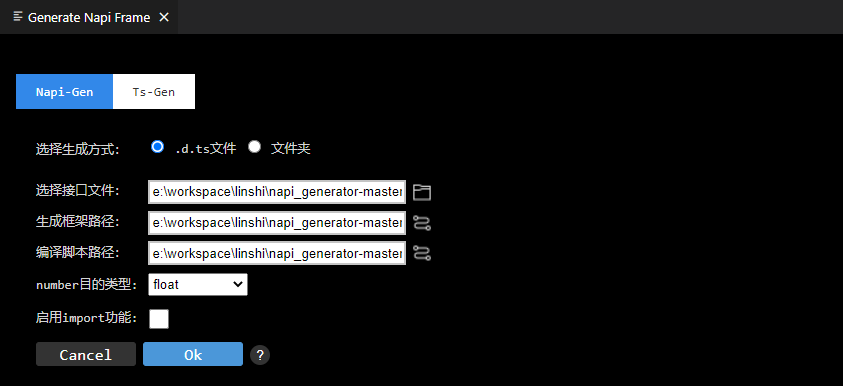 Generate Napi Frame
Napi-Gen Ts-Gen
选择生成方式: .d.ts文件 文件夹
选择接口文件: e:\workspace\linshi\napi_generator-master
生成框架路径: e:\workspace\linshi\napi_generator-master
编译脚本路径: e:\workspace\linshi\napi_generator-master
number目的类型: float
启用import功能:
Cancel Ok ?